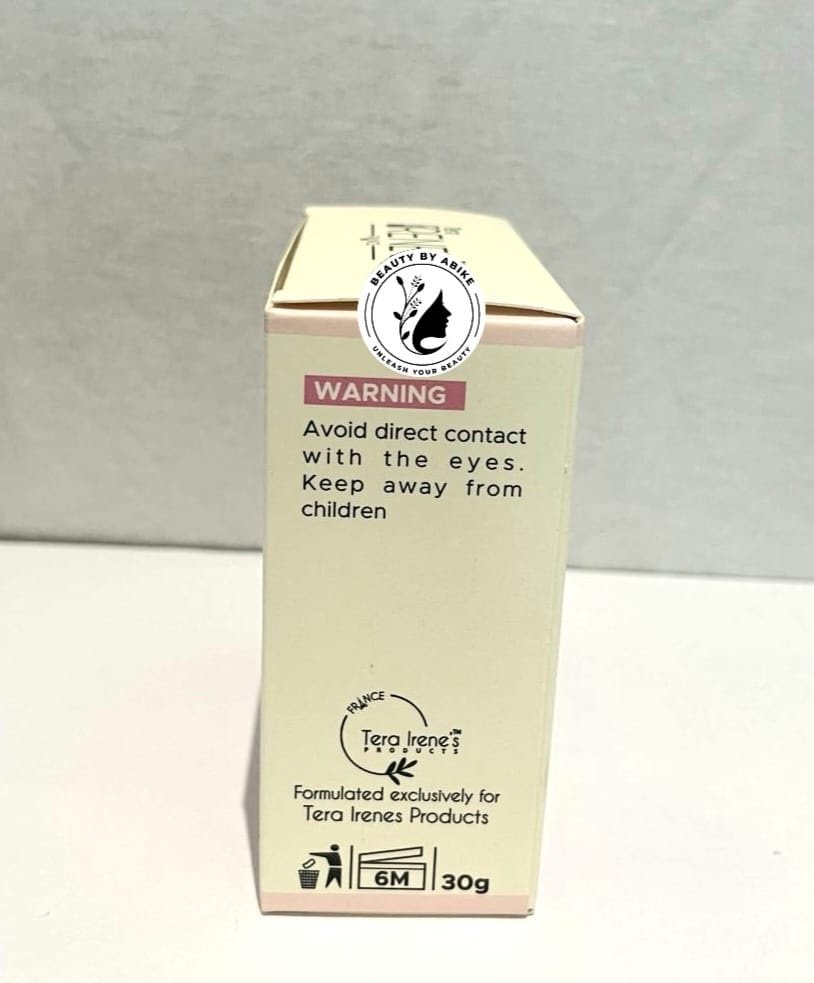 BEAUTY BY ABIKE
UNLEASH YOUR BEAUTY
WARNING
Avoid direct contact
with the eyes.
Keep away from
children
FRANCE
Tera Irene's™
PRODUCTS
Formulated exclusively for
Tera Irenes Products
6M
30g